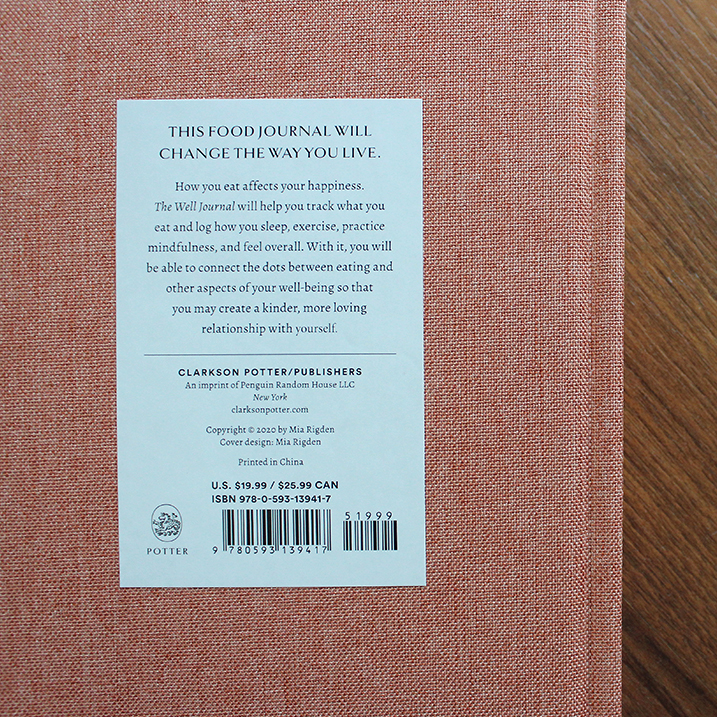 THIS FOOD JOURNAL WILL
CHANGE THE WAY YOU LIVE.
How you eat affects your happiness.
The Well Journal will help you track what you
eat and log how you sleep, exercise, practice
mindfulness, and feel overall. With it, you will
be able to connect the dots between eating and
other aspects of your well-being so that
you may create a kinder, more loving
relationship with yourself.
CLARKSON POTTER/PUBLISHERS
An imprint of Penguin Random House LLC
New York
clarksonpotter.com
Copyright © 2020 by Mia Rigden
Cover design: Mia Rigden
Printed in China
U.S. $19.99 / $25.99 CAN
ISBN 978-0-593-13941-7
51999
POTTER
9 780593 139417